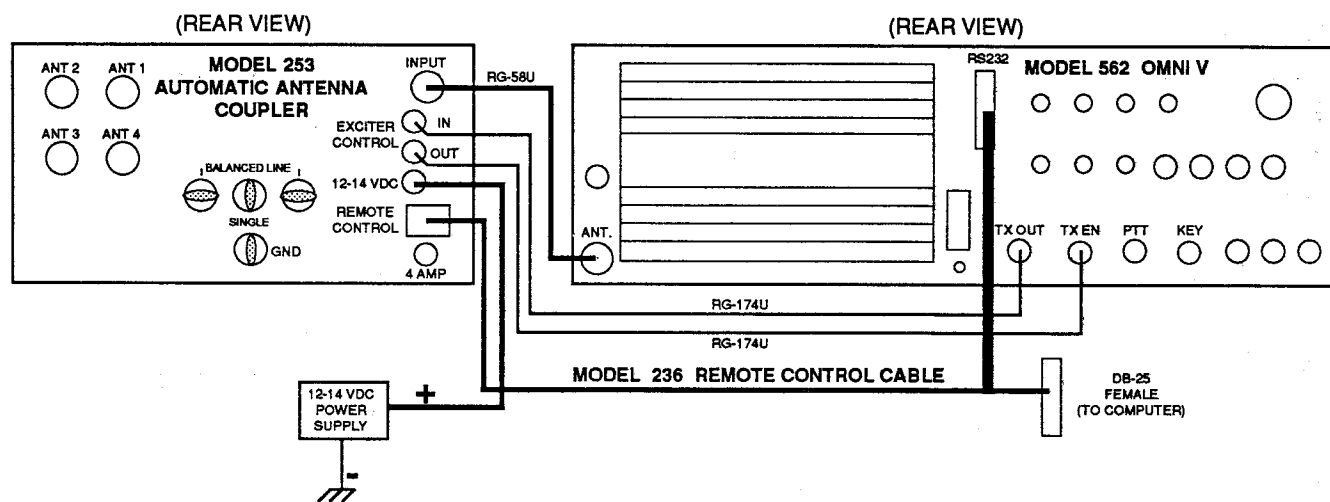 (REAR VIEW)
(REAR VIEW)
ANT 2
ANT 1
MODEL 253
AUTOMATIC ANTENNA
COUPLER
INPUT
RG-58U
RS232
MODEL 562 OMNI V
ANT 3
ANT 4
EXCITER
CONTROL
IN
OUT
BALANCED LINE
12-14 VDC
SINGLE
REMOTE
CONTROL
GND
4 AMP
ANT.
TX OUT
TX EN
PTT
KEY
RG-174U
RG-174U
MODEL 236 REMOTE CONTROL CABLE
12-14 VDC
POWER
SUPPLY
+
-
DB-25
FEMALE
(TO COMPUTER)